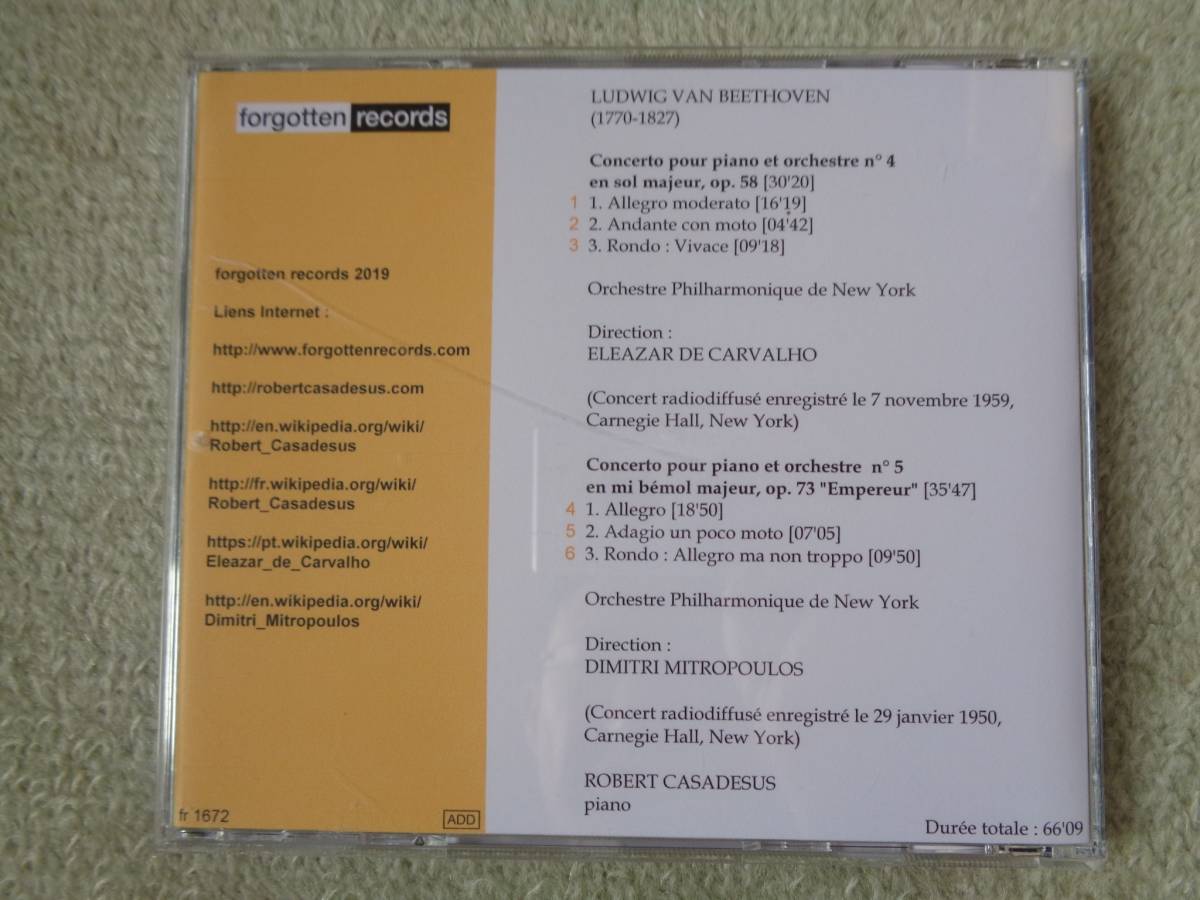 forgotten records
forgotten records 2019
Liens Internet :
http://www.forgottenrecords.com
http://robertcasadesus.com
http://en.wikipedia.org/wiki/
Robert_Casadesus
http://fr.wikipedia.org/wiki/
Robert_Casadesus
https://pt.wikipedia.org/wiki/
Eleazar_de_Carvalho
http://en.wikipedia.org/wiki/
Dimitri_Mitropoulos
fr 1672
ADD
LUDWIG VAN BEETHOVEN
(1770-1827)
Concerto pour piano et orchestre n° 4
en sol majeur, op. 58 [30'20]
1 1. Allegro moderato [16'19]
2 2. Andante con moto [04'42]
3 3. Rondo : Vivace [09'18]
Orchestre Philharmonique de New York
Direction :
ELEAZAR DE CARVALHO
(Concert radiodiffusé enregistré le 7 novembre 1959,
Carnegie Hall, New York)
Concerto pour piano et orchestre n° 5
en mi bémol majeur, op. 73 "Empereur" [35'47]
4 1. Allegro [18'50]
5 2. Adagio un poco moto [07'05]
6 3. Rondo : Allegro ma non troppo [09'50]
Orchestre Philharmonique de New York
Direction :
DIMITRI MITROPOULOS
(Concert radiodiffusé enregistré le 29 janvier 1950,
Carnegie Hall, New York)
ROBERT CASADESUS
piano
Durée totale : 66'09